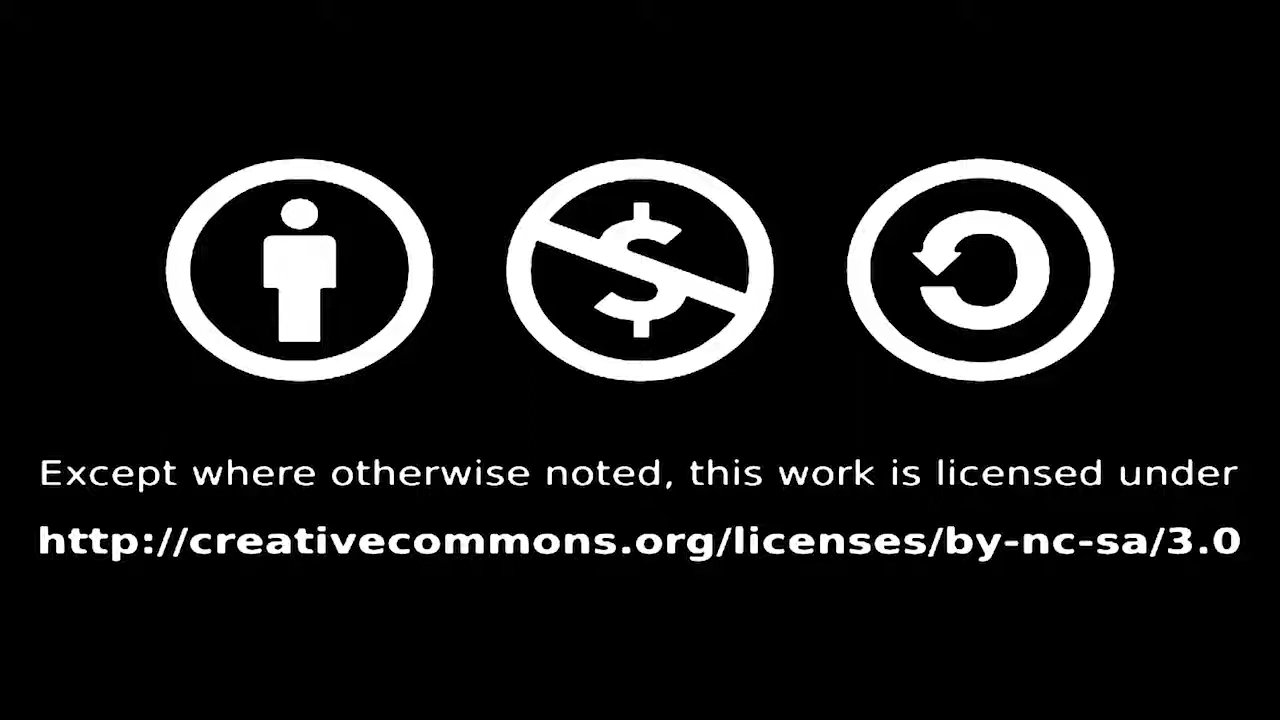 Except where otherwise noted, this work is licensed under
http://creativecommons.org/licenses/by-nc-sa/3.0